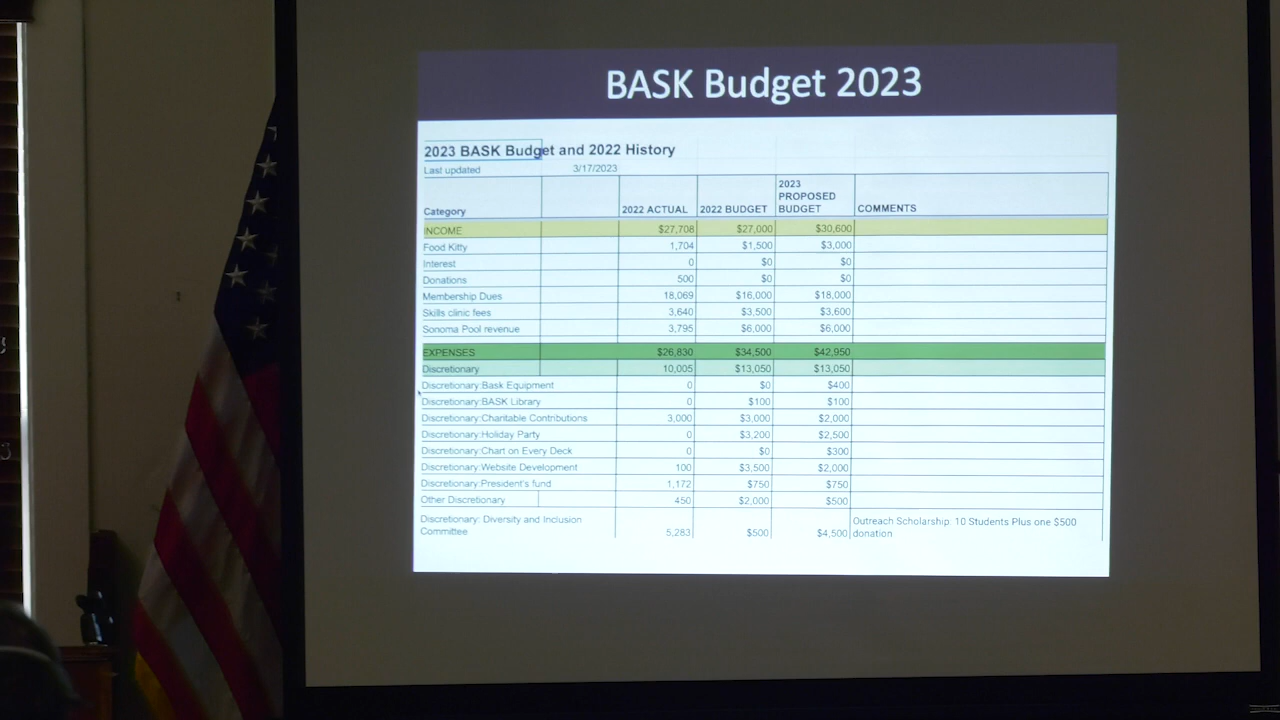 BASK Budget 2023
2023 BASK Budget and 2022 History
Last updated 3/17/2023
Category 2022 ACTUAL 2022 BUDGET 2023 PROPOSED BUDGET COMMENTS
INCOME $27,708 $27,000 $30,600
Food Kitty 1,704 $1,500 $3,000
Interest 0 $0 $0
Donations 500 $0 $0
Membership Dues 18,069 $16,000 $18,000
Skills clinic fees 3,640 $3,500 $3,600
Sonoma Pool revenue 3,795 $6,000 $6,000
EXPENSES $26,830 $34,500 $42,950
Discretionary 10,005 $13,050 $13,050
Discretionary:Bask Equipment 0 $0 $400
Discretionary:BASK Library 0 $100 $100
Discretionary:Charitable Contributions 3,000 $3,000 $2,000
Discretionary:Holiday Party 0 $3,200 $2,500
Discretionary:Chart on Every Deck 0 $0 $300
Discretionary:Website Development 100 $3,500 $2,000
Discretionary:President's fund 1,172 $750 $750
Other Discretionary 450 $2,000 $500
Discretionary: Diversity and Inclusion Committee 5,283 $500 $4,500 Outreach Scholarship. 10 Students Plus one $500 donation